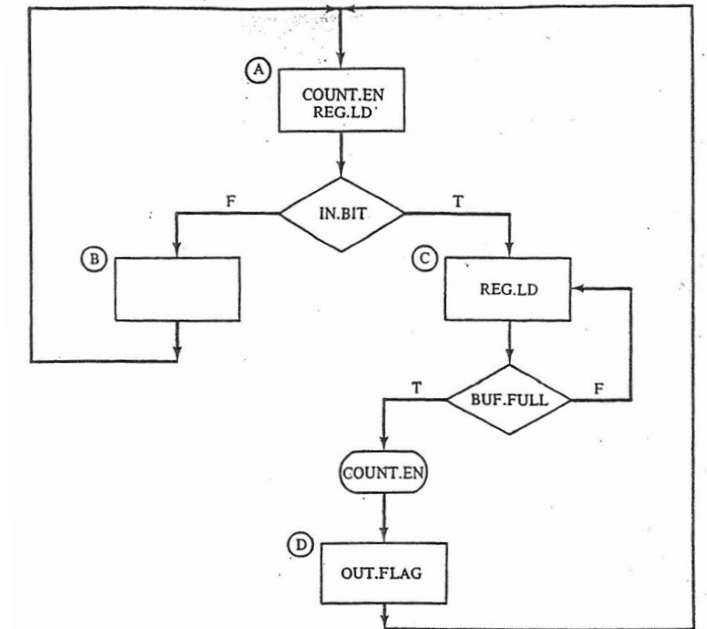 A
COUNT.EN
REG.LD
F
IN.BIT
T
B
C
REG.LD
T
BUF.FULL
F
COUNT.EN
D
OUT.FLAG